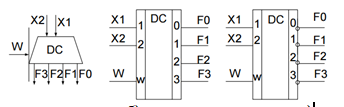 X2 X1
DC
W
F3 F2 F1 F0
X1 1 DC 0 F0
X2 2 1 F1
2 F2
W w 3 F3
X1 1 DC 0 F0
X2 2 1 F1
2 F2
W w 3 F3